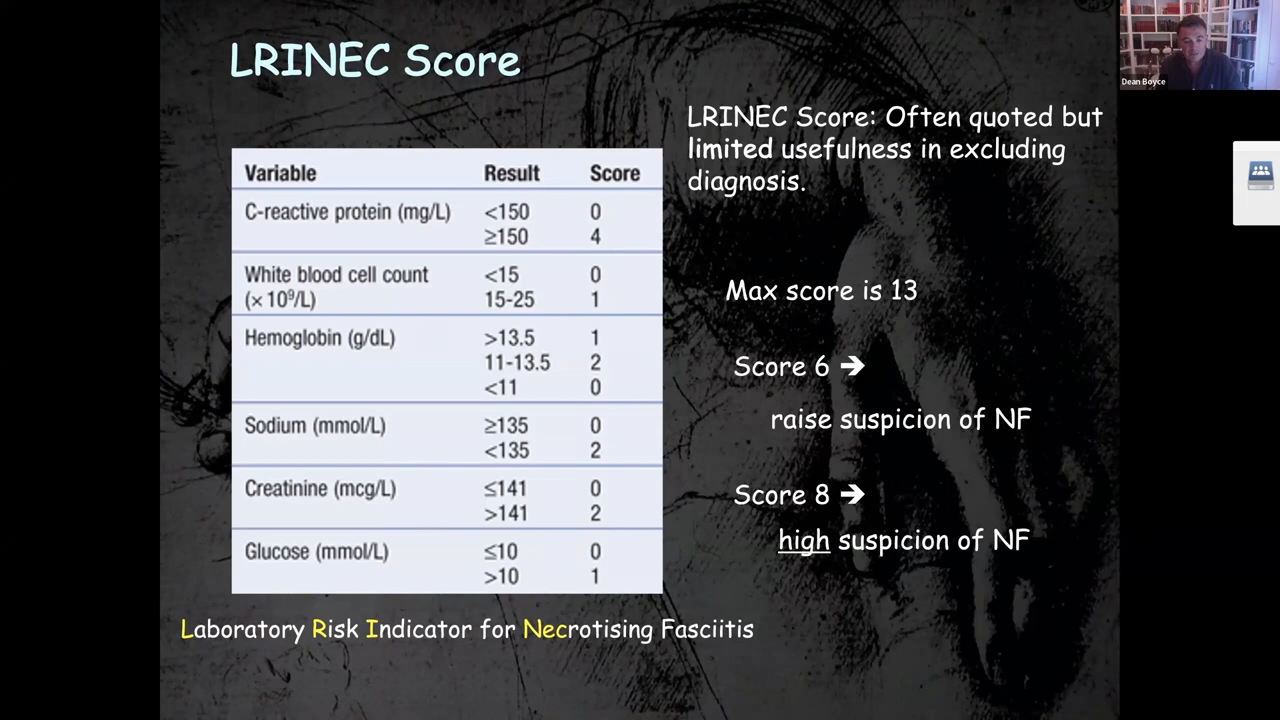 LRINEC Score
Dean Boyce
LRINEC Score: Often quoted but
limited usefulness in excluding
diagnosis.
Variable Result Score
C-reactive protein (mg/L) <150 0
≥150 4
White blood cell count <15 0
(× 10⁹/L) 15-25 1
Hemoglobin (g/dL) >13.5 1
11-13.5 2
<11 0
Sodium (mmol/L) ≥135 0
<135 2
Creatinine (mcg/L) ≤141 0
>141 2
Glucose (mmol/L) ≤10 0
>10 1
Max score is 13
Score 6 ➔
raise suspicion of NF
Score 8 ➔
high suspicion of NF
Laboratory Risk Indicator for Necrotising Fasciitis